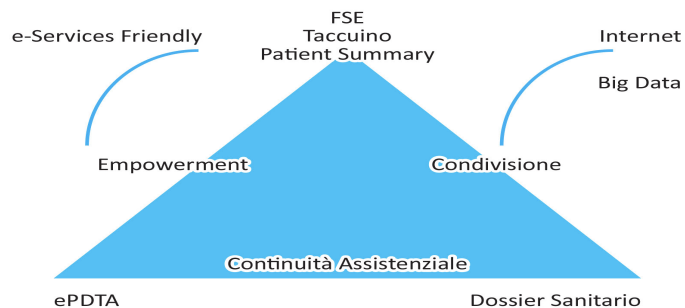 FSE
e-Services Friendly
Taccuino
Internet
Patient Summary
Big Data
Empowerment
Condivisione
Continuità Assistenziale
ePDTA
Dossier Sanitario